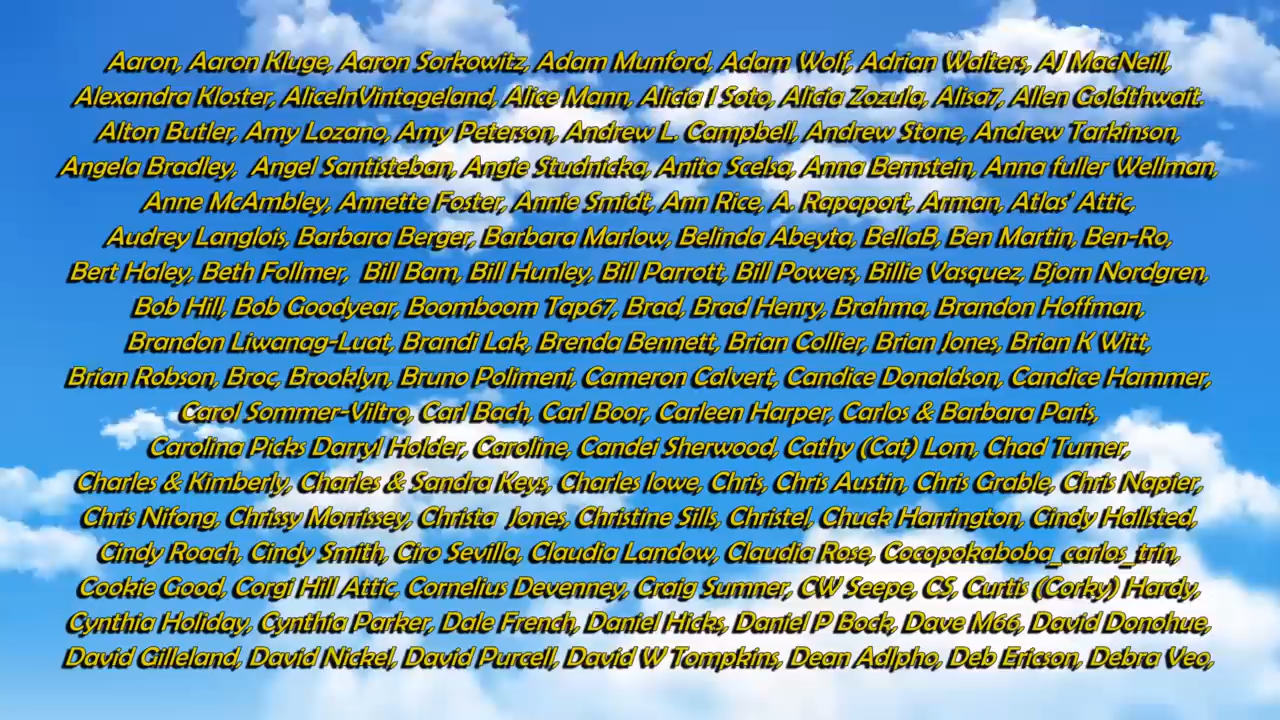 Aaron, Aaron Kluge, Aaron Sorkowitz, Adam Munford, Adam Wolf, Adrian Walters, AJ MacNeill,
Alexandra Kloster, AliceInVintageland, Alice Mann, Alicia I Soto, Alicia Zozula, Alisa7, Allen Goldthwait.
Alton Butler, Amy Lozano, Amy Peterson, Andrew L. Campbell, Andrew Stone, Andrew Tarkinson,
Angela Bradley, Angel Santisteban, Angie Studnicka, Anita Scelsa, Anna Bernstein, Anna fuller Wellman,
Anne McAmbley, Annette Foster, Annie Smidt, Ann Rice, A. Rapaport, Arman, Atlas' Attic,
Audrey Langlois, Barbara Berger, Barbara Marlow, Belinda Abeyta, BellaB, Ben Martin, Ben-Ro,
Bert Haley, Beth Follmer, Bill Bam, Bill Hunley, Bill Parrott, Bill Powers, Billie Vasquez, Bjorn Nordgren,
Bob Hill, Bob Goodyear, Boomboom Tap67, Brad, Brad Henry, Brahma, Brandon Hoffman,
Brandon Liwanag-Luat, Brandi Lak, Brenda Bennett, Brian Collier, Brian Jones, Brian K Witt,
Brian Robson, Broc, Brooklyn, Bruno Polimeni, Cameron Calvert, Candice Donaldson, Candice Hammer,
Carol Sommer-Viltro, Carl Bach, Carl Boor, Carleen Harper, Carlos & Barbara Paris,
Carolina Picks Darryl Holder, Caroline, Candei Sherwood, Cathy (Cat) Lom, Chad Turner,
Charles & Kimberly, Charles & Sandra Keys, Charles lowe, Chris, Chris Austin, Chris Grable, Chris Napier,
Chris Nifong, Chrissy Morrissey, Christa Jones, Christine Sills, Christel, Chuck Harrington, Cindy Hallsted,
Cindy Roach, Cindy Smith, Ciro Sevilla, Claudia Landow, Claudia Rose, Cocopokaboba_carlos_trin,
Cookie Good, Corgi Hill Attic, Cornelius Devenney, Craig Sumner, CW Seepe, CS, Curtis (Corky) Hardy,
Cynthia Holiday, Cynthia Parker, Dale French, Daniel Hicks, Daniel P Bock, Dave M66, David Donohue,
David Gilleland, David Nickel, David Purcell, David W Tompkins, Dean Adlpho, Deb Ericson, Debra Veo,